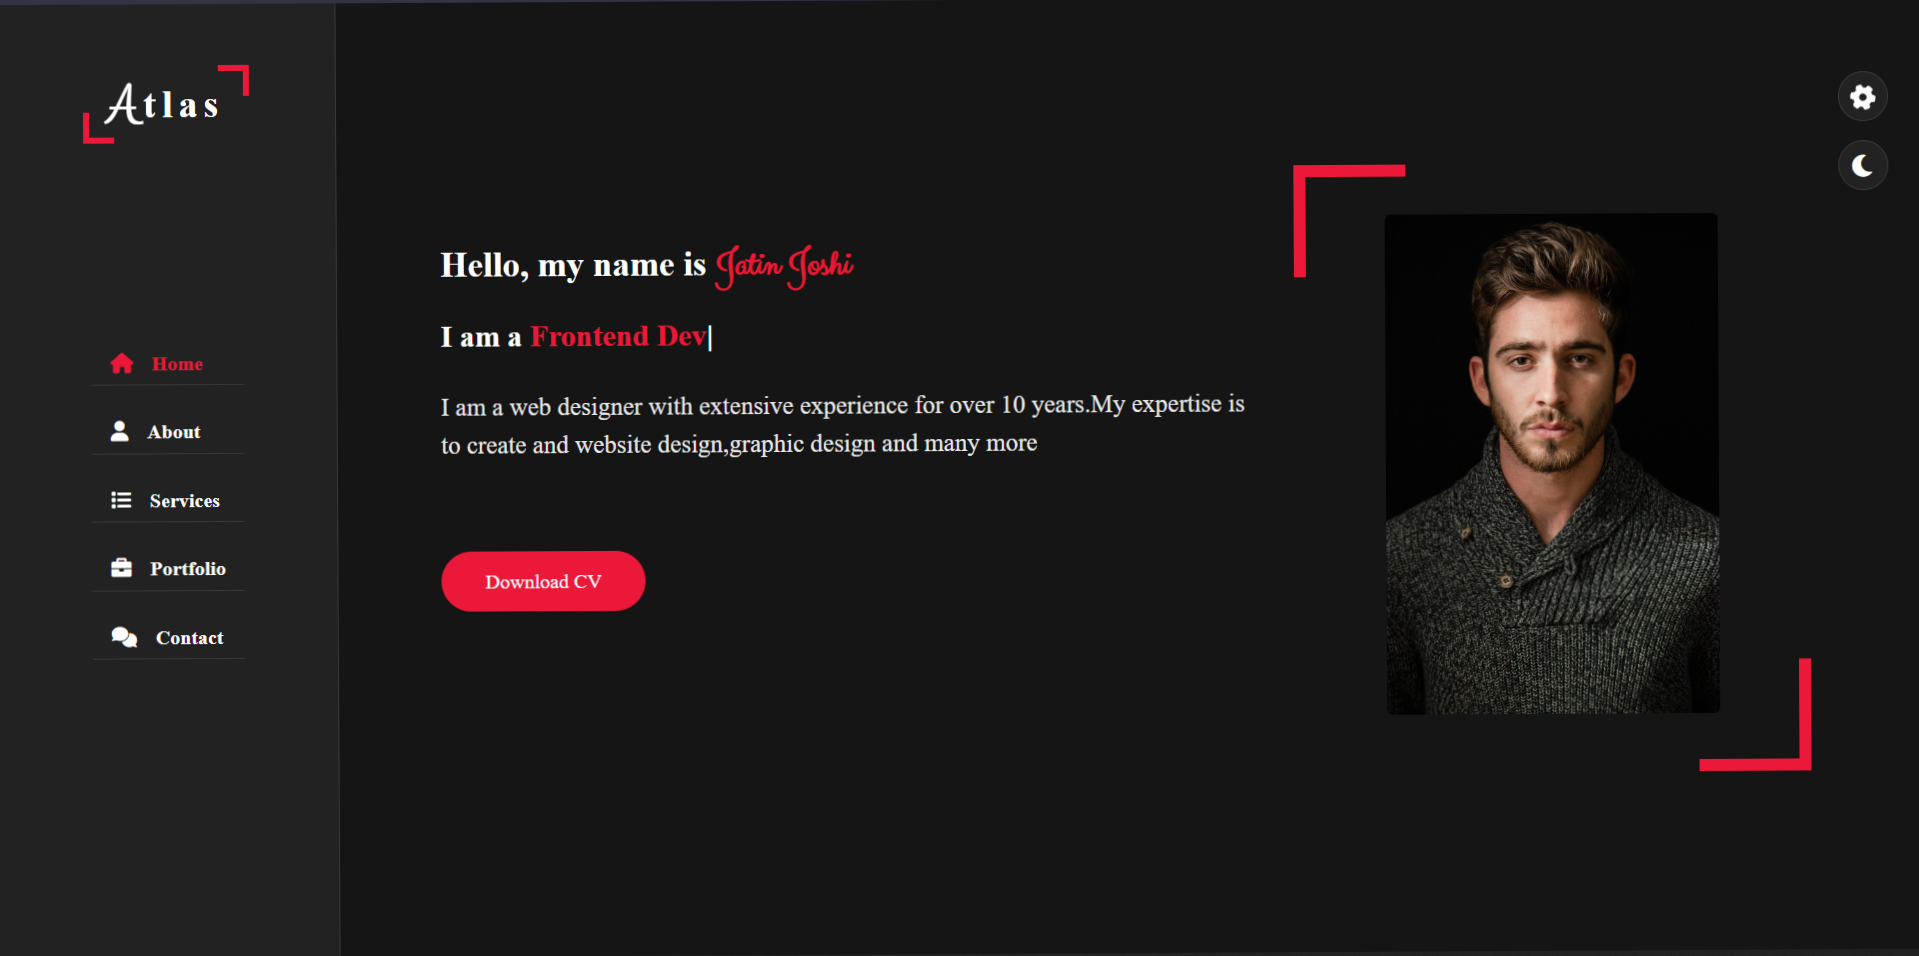 Atlas
Home
About
Services
Portfolio
Contact
Hello, my name is Jatin Joshi
I am a Frontend Dev|
I am a web designer with extensive experience for over 10 years.My expertise is
to create and website design,graphic design and many more
Download CV